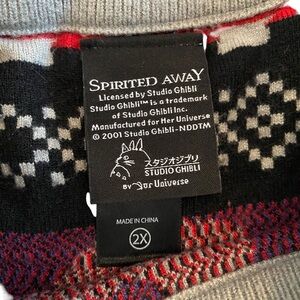 SPIRITED AWAY
Licensed by Studio Ghibli
Studio Ghibli™ is a trademark
of Studio Ghibli Inc.
Manufactured for Her Universe
© 2001 Studio Ghibli-NDDTM
スタジオジブリ
STUDIO GHIBLI
BY Her Universe
MADE IN CHINA
2X